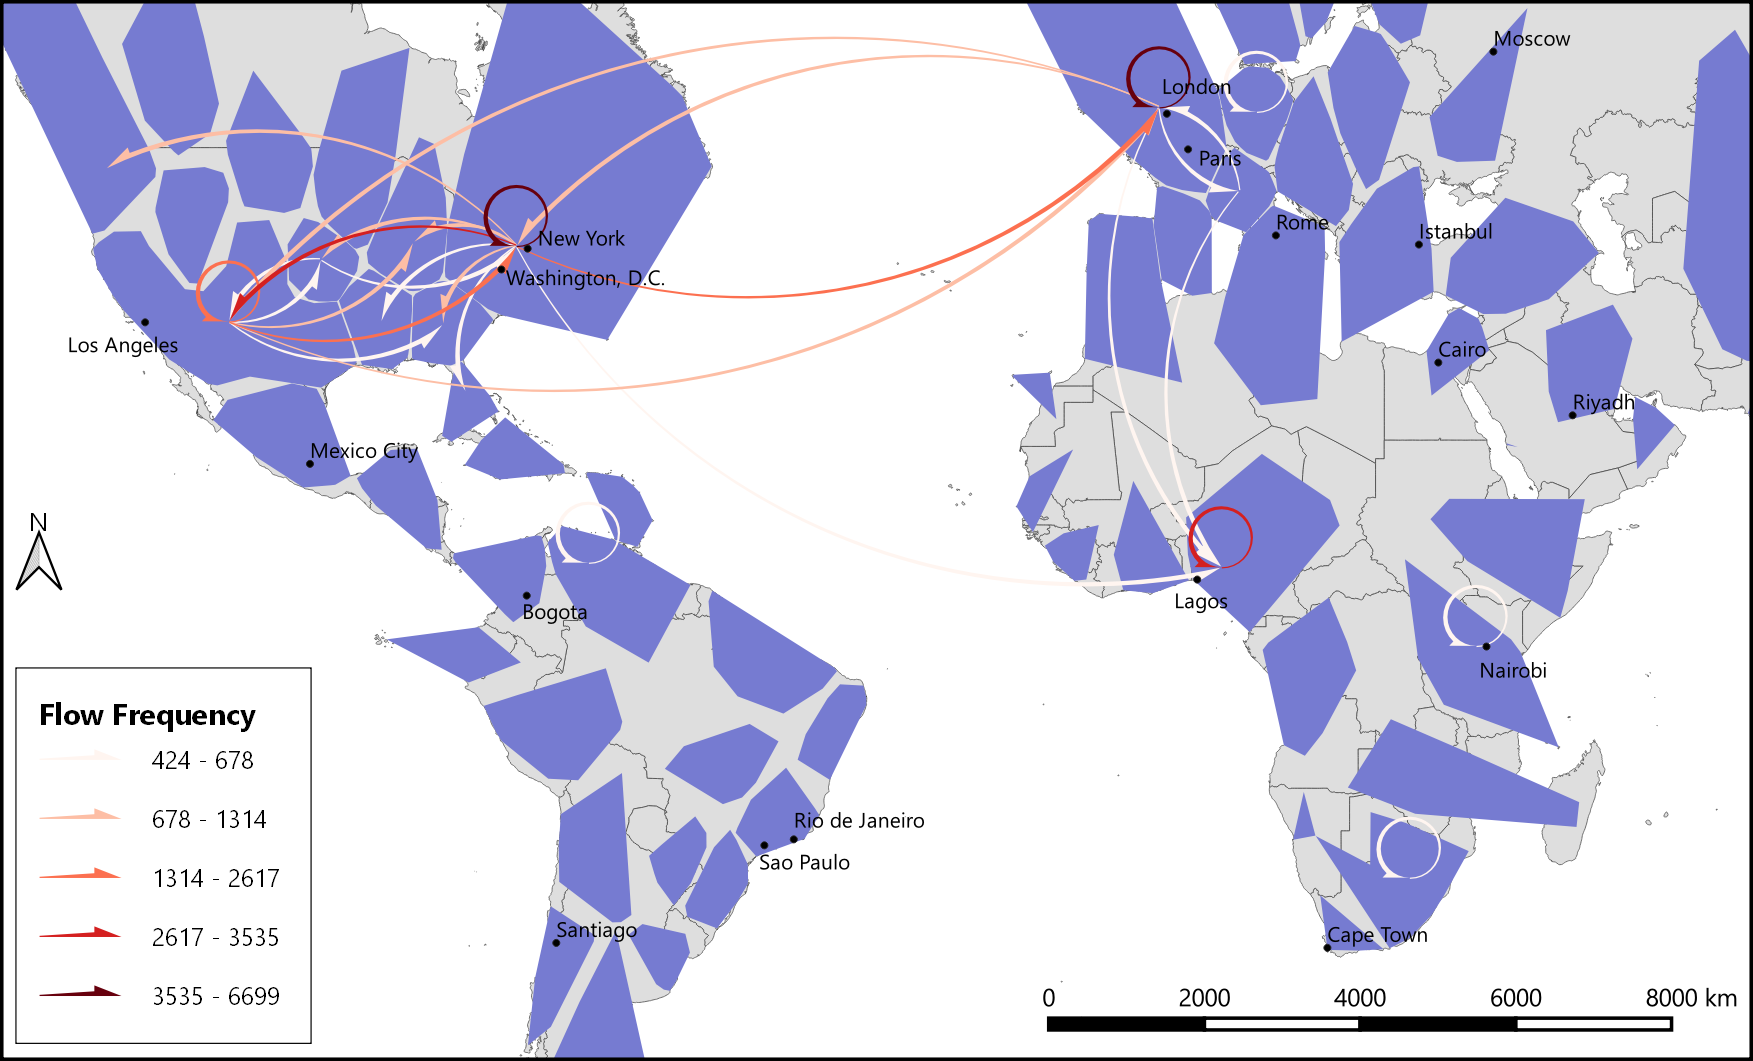 Moscow
London
Paris
New York
Rome
Istanbul
Washington, D.C.
Los Angeles
Cairo
Riyadh
Mexico City
N
Lagos
Bogota
Nairobi
Flow Frequency
424 - 678
678 - 1314
1314 - 2617
2617 - 3535
3535 - 6699
Rio de Janeiro
Sao Paulo
Santiago
Cape Town
0 2000 4000 6000 8000 km